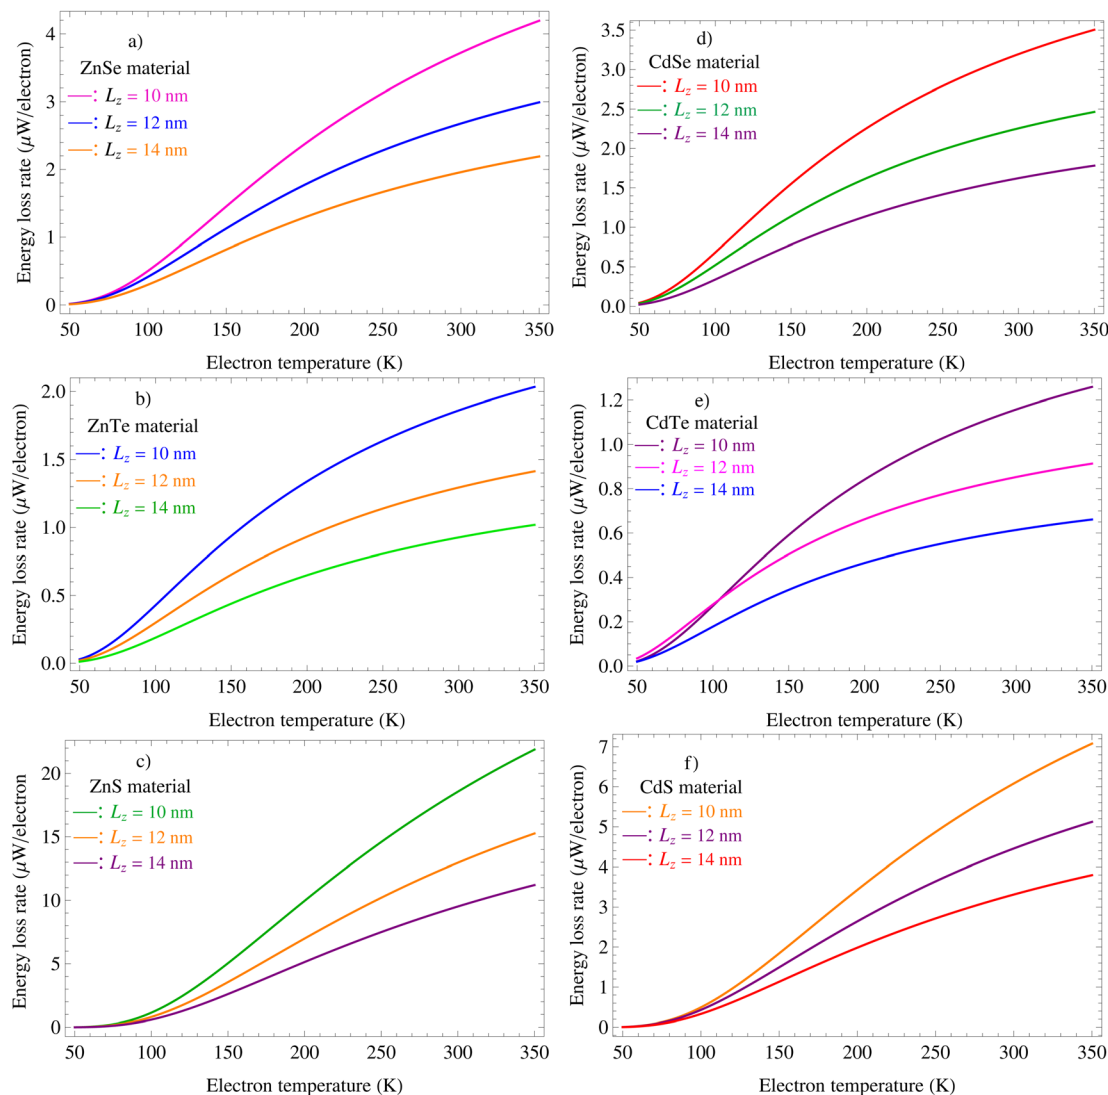 a)
ZnSe material
: Lz = 10 nm
: Lz = 12 nm
: Lz = 14 nm
Energy loss rate (μW/electron)
4
3
2
1
0
50 100 150 200 250 300 350
Electron temperature (K)
d)
CdSe material
: Lz = 10 nm
: Lz = 12 nm
: Lz = 14 nm
Energy loss rate (μW/electron)
3.5
3.0
2.5
2.0
1.5
1.0
0.5
0.0
50 100 150 200 250 300 350
Electron temperature (K)
b)
ZnTe material
: Lz = 10 nm
: Lz = 12 nm
: Lz = 14 nm
Energy loss rate (μW/electron)
2.0
1.5
1.0
0.5
0.0
50 100 150 200 250 300 350
Electron temperature (K)
e)
CdTe material
: Lz = 10 nm
: Lz = 12 nm
: Lz = 14 nm
Energy loss rate (μW/electron)
1.2
1.0
0.8
0.6
0.4
0.2
0.0
50 100 150 200 250 300 350
Electron temperature (K)
c)
ZnS material
: Lz = 10 nm
: Lz = 12 nm
: Lz = 14 nm
Energy loss rate (μW/electron
20
15
10
5
0
50 100 150 200 250 300 350
Electron temperature (K)
f)
CdS material
: Lz = 10 nm
: Lz = 12 nm
: Lz = 14 nm
Energy loss rate (μW/electron)
7
6
5
4
3
2
1
0
50 100 150 200 250 300 350
Electron temperature (K)